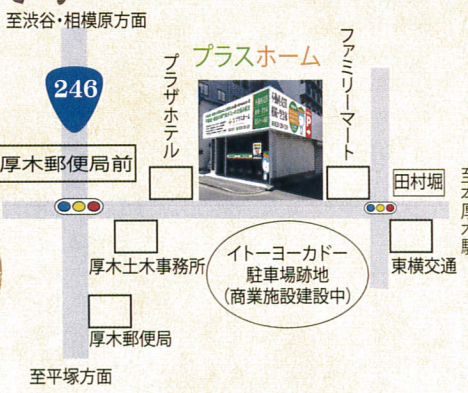 至渋谷・相模原方面
246
プラザホテル
プラスホーム
ファミリーマート
厚木郵便局前
田村堀
厚木土木事務所
イトーヨーカドー
駐車場跡地
(商業施設建設中)
東横交通
厚木郵便局
至平塚方面